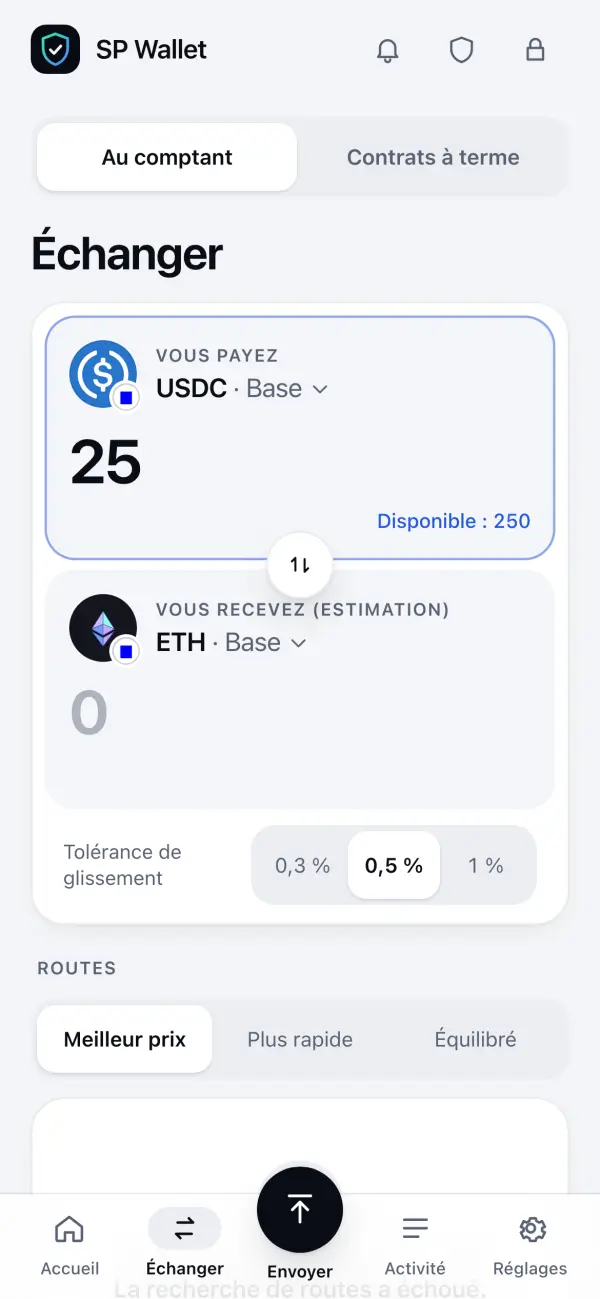 SP Wallet
Au comptant
Contrats à terme
Échanger
VOUS PAYEZ
USDC · Base
25
Disponible : 250
VOUS RECEVEZ (ESTIMATION)
ETH · Base
0
Tolérance de
glissement
0,3 %
0,5 %
1 %
ROUTES
Meilleur prix
Plus rapide
Équilibré
Accueil
Échanger
Envoyer
Activité
Réglages
La recherche de routes a échoué.